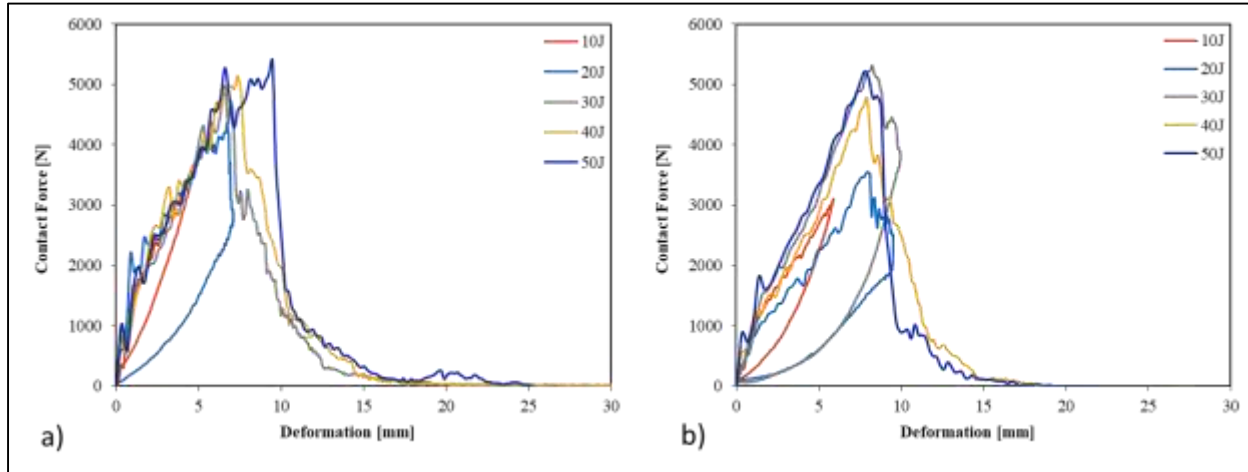 6000
5000
4000
3000
2000
1000
0
Contact Force [N]
0 5 10 15 20 25 30
Deformation [mm]
10J
20J
30J
40J
50J
a)
6000
5000
4000
3000
2000
1000
0
Contact Force [N]
0 5 10 15 20 25 30
Deformation [mm]
10J
20J
30J
40J
50J
b)